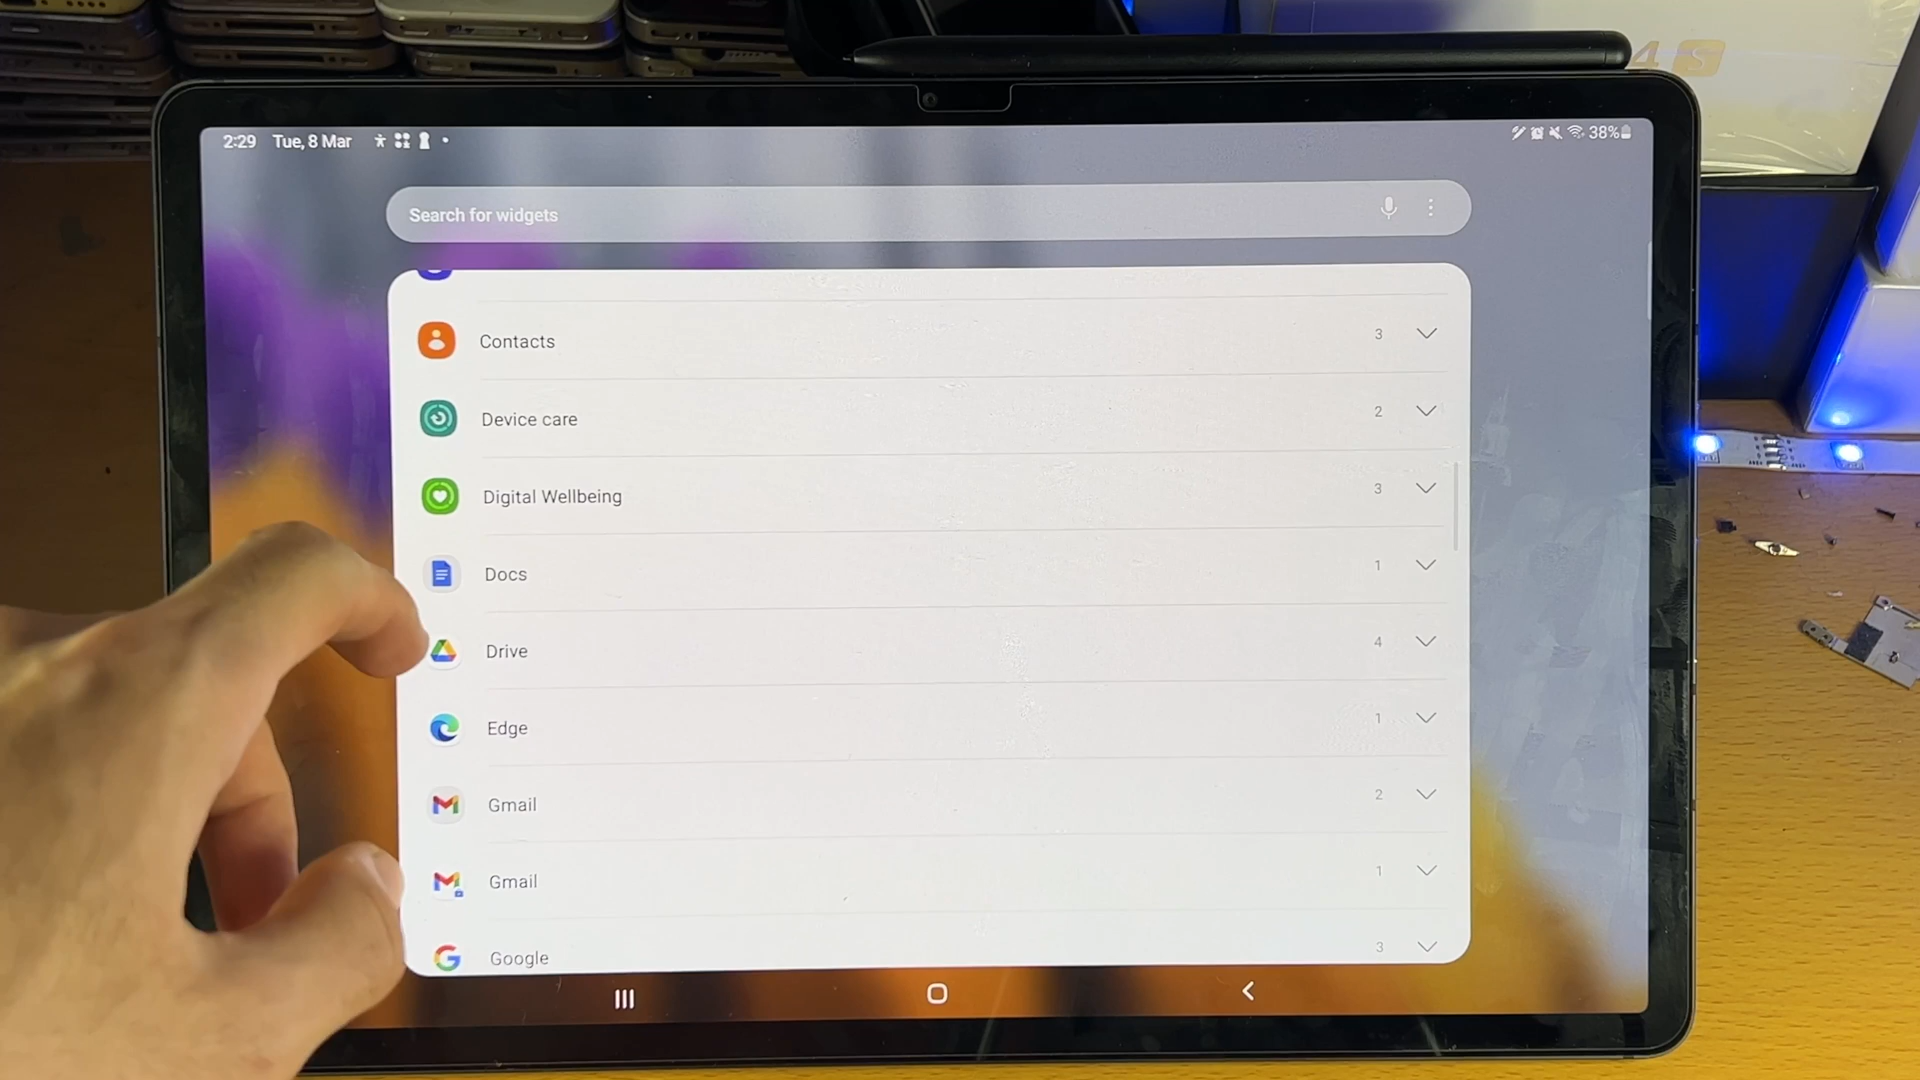 4 S
2:29 Tue, 8 Mar
38%
Search for widgets
Contacts 3
Device care 2
Digital Wellbeing 3
Docs 1
Drive 4
Edge 1
Gmail 2
Gmail 1
Google 3